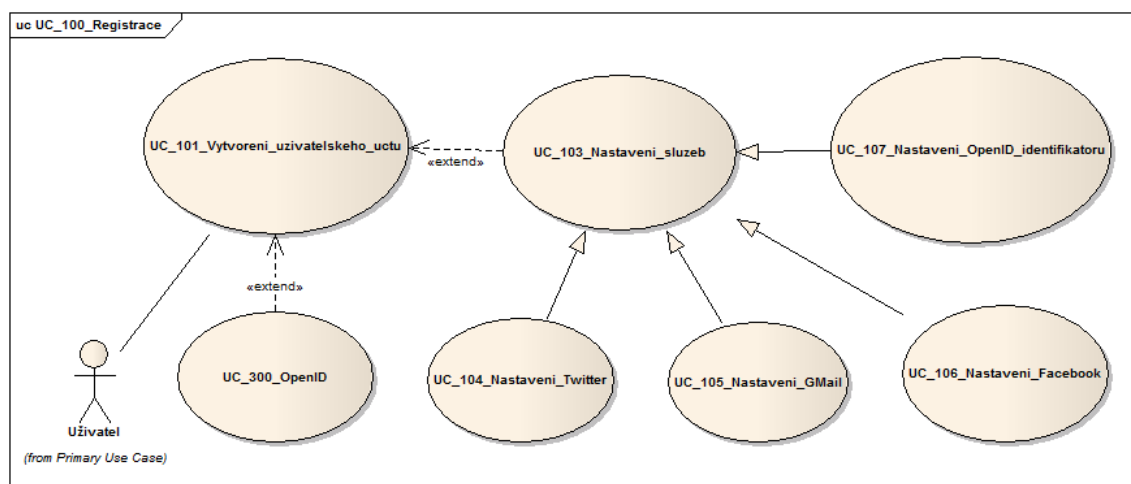 uc UC_100_Registrace
UC_101_Vytvoreni_uzivatelskeho_uctu
«extend»
UC_103_Nastaveni_sluzeb
UC_107_Nastaveni_OpenID_identifikatoru
«extend»
UC_300_OpenID
UC_104_Nastaveni_Twitter
UC_105_Nastaveni_GMail
UC_106_Nastaveni_Facebook
Uživatel
(from Primary Use Case)